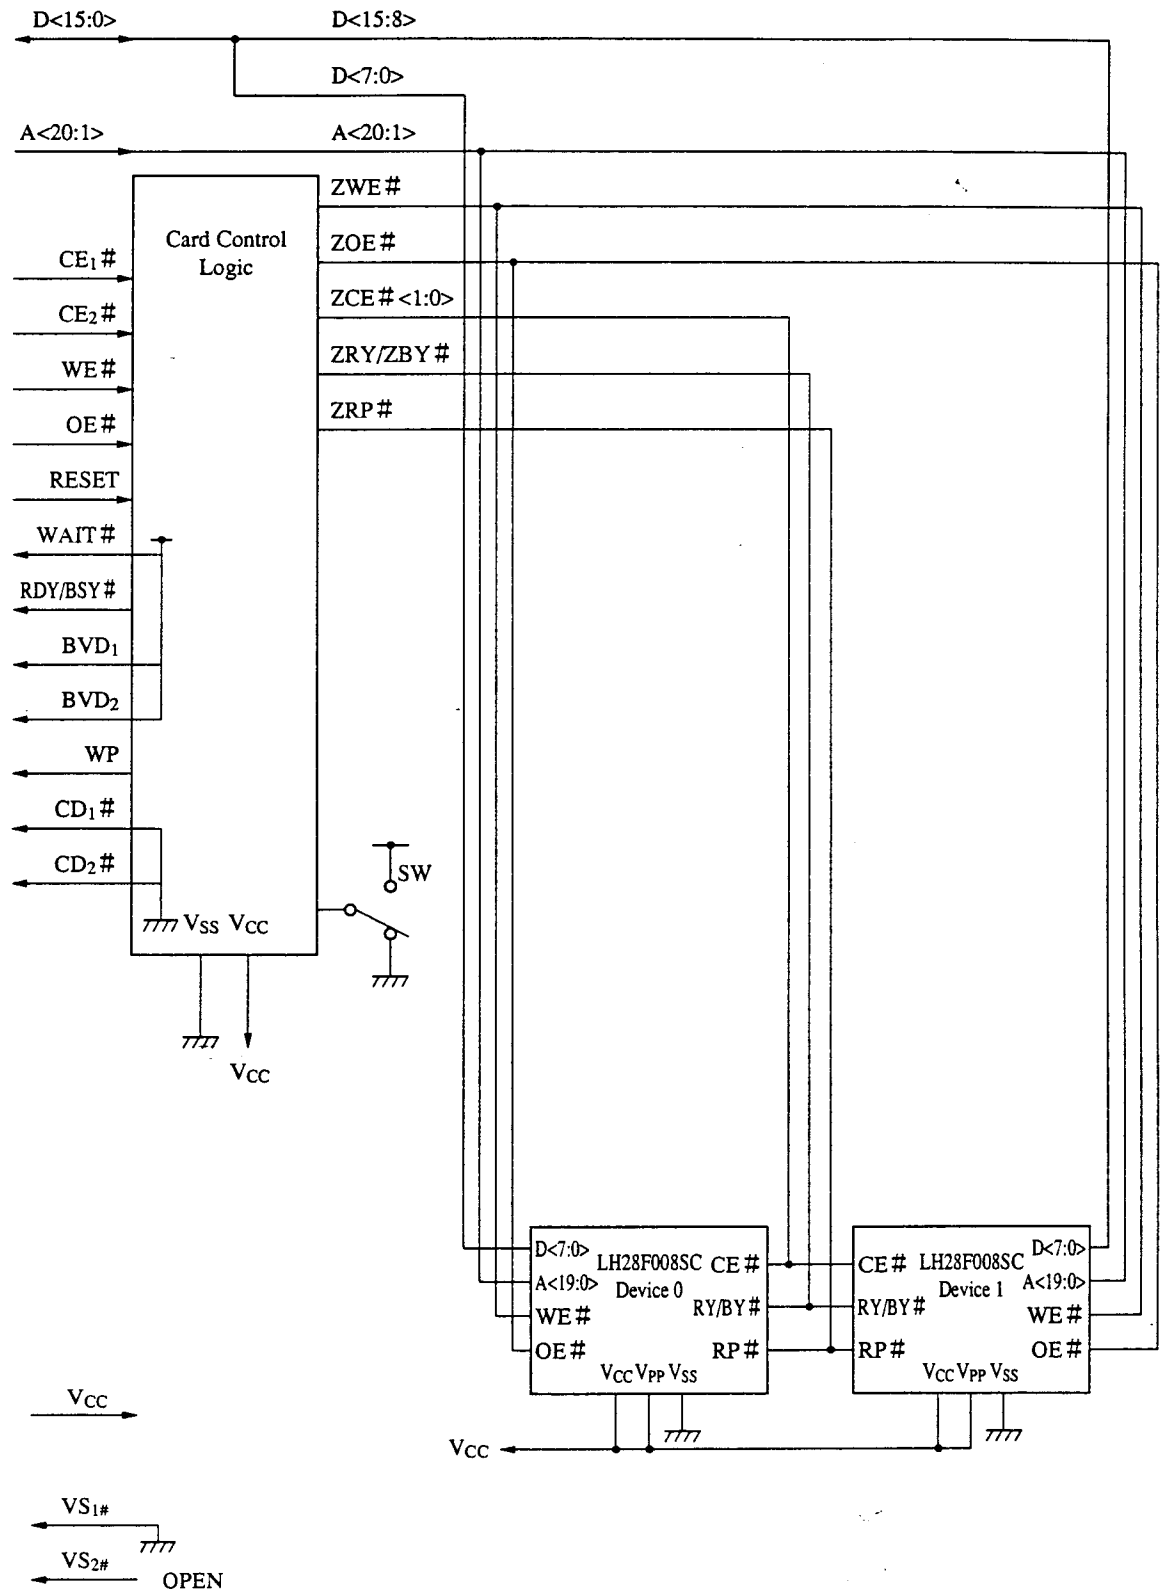 D<15:0>
D<15:8>
D<7:0>
A<20:1>
A<20:1>
ZWE#
Card Control
Logic
ZOE#
CE1#
ZCE#<1:0>
CE2#
ZRY/ZBY#
WE#
ZRP#
OE#
RESET
WAIT#
RDY/BSY#
BVD1
BVD2
WP
CD1#
CD2#
SW
VSS VCC
VCC
D<7:0>
LH28F008SC
Device 0
CE#
A<19:0>
WE#
RY/BY#
OE#
RP#
VCC VPP VSS
CE#
LH28F008SC
Device 1
D<7:0>
A<19:0>
RY/BY#
WE#
RP#
OE#
VCC VPP VSS
VCC
VCC
VS1#
VS2#
OPEN